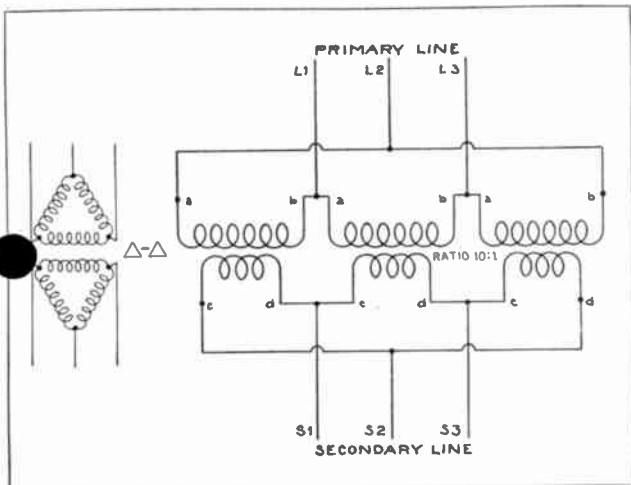 PRIMARY LINE
L1 L2 L3
a b a b a b
Δ-Δ
RATIO 10:1
c d c d c d
S1 S2 S3
SECONDARY LINE